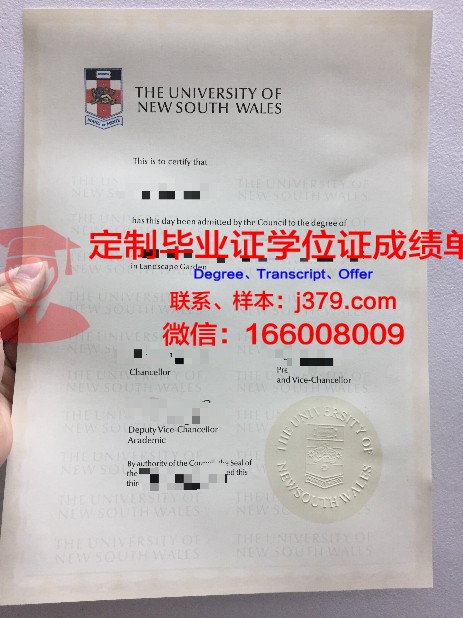 THE UNIVERSITY OF
NEW SOUTH WALES
This is to certify that
has this day been admitted by the Council to the degree of
定制毕业证学位证成绩单
in Landscape Garden
Degree、Transcript、Offer
联系、样本：j379.com
微信：166008009
Chancellor
and Vice-Chancellor
Deputy Vice-Chancellor
Academic
By authority of the Council the Seal of
the
this
THE UNIVERSITY OF
NEW SOUTH WALES